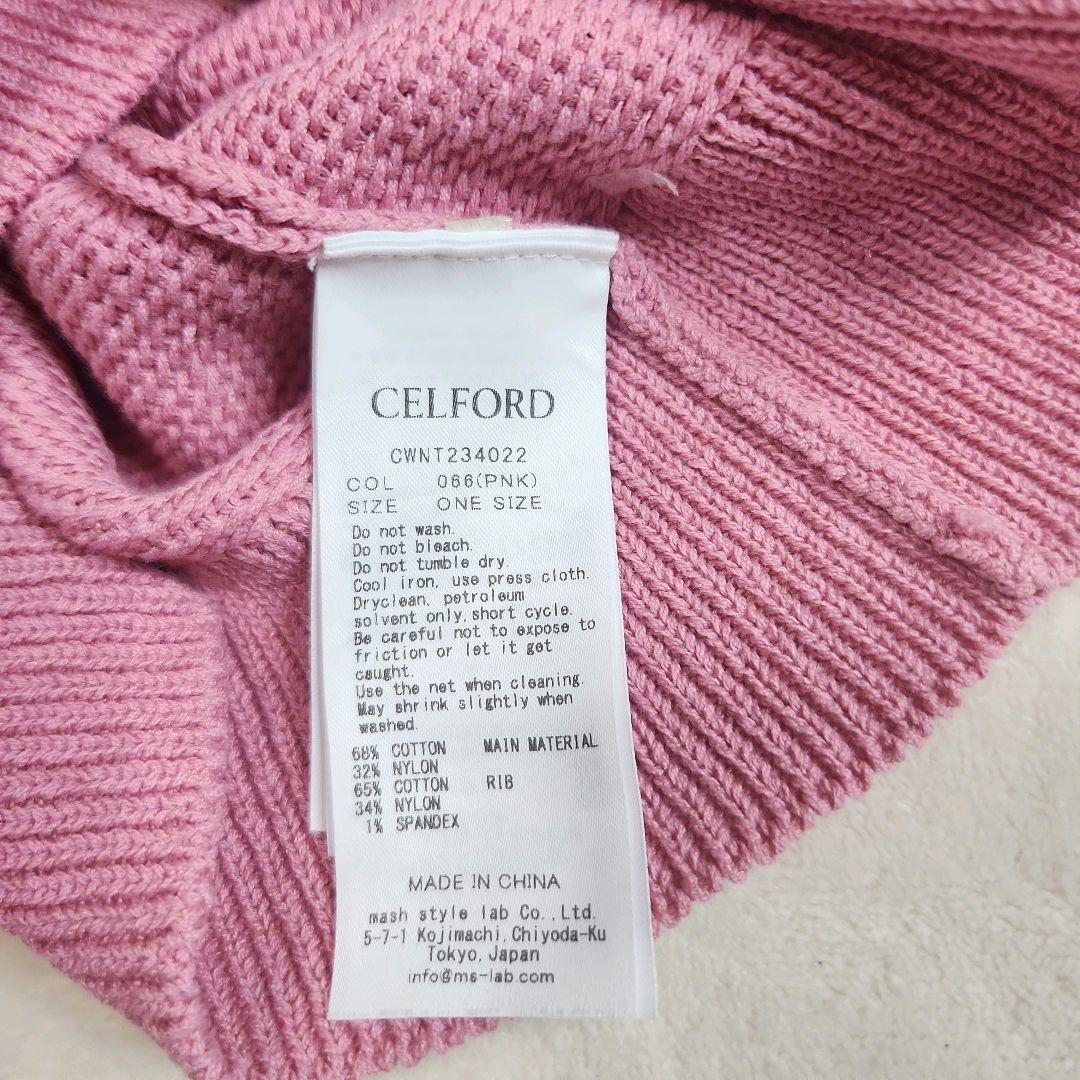 CELFORD
CWNT234022
COL 066(PNK)
SIZE ONE SIZE
Do not wash.
Do not bleach.
Do not tumble dry.
Cool iron, use press cloth.
Dryclean, petroleum
solvent only, short cycle.
Be careful not to expose to
friction or let it get
caught.
Use the net when cleaning.
May shrink slightly when
washed.
68% COTTON MAIN MATERIAL
32% NYLON
65% COTTON RIB
34% NYLON
1% SPANDEX
MADE IN CHINA
mash style lab Co.,Ltd.
5-7-1 Kojimachi, Chiyoda-Ku
Tokyo, Japan
info@ms-lab.com